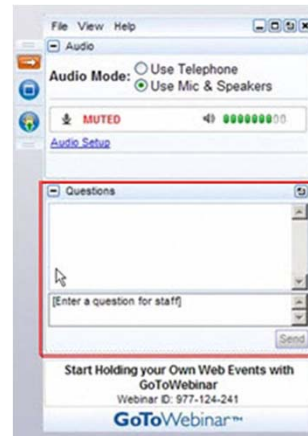 File View Help
Audio
Audio Mode: Use Telephone
Use Mic & Speakers
MUTED
Audio Setup
Questions
[Enter a question for staff]
Send
Start Holding your Own Web Events with
GoToWebinar
Webinar ID: 977-124-241
GoToWebinar™